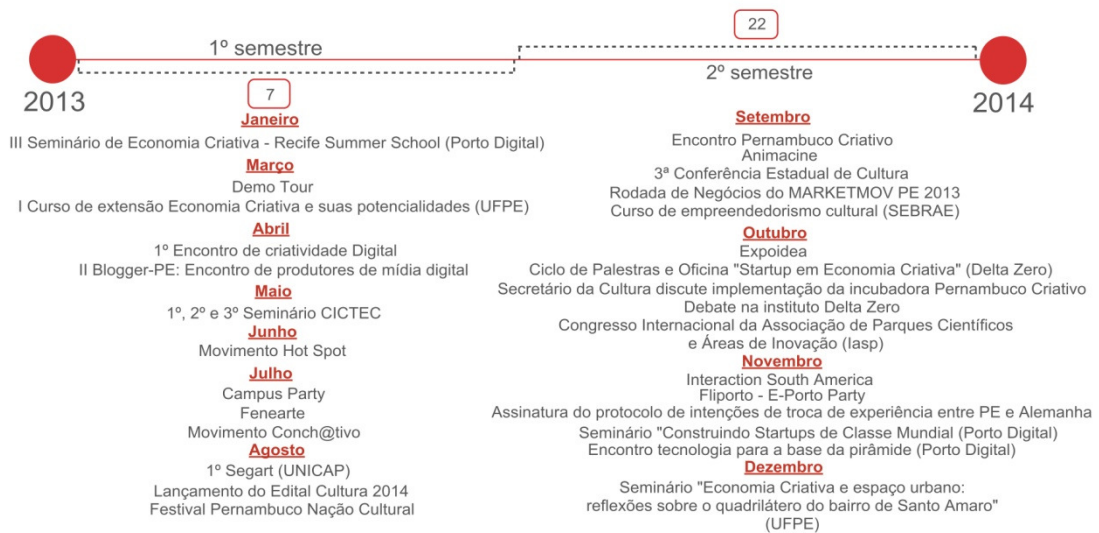 22
1º semestre
2º semestre
2013
7
2014
Janeiro
III Seminário de Economia Criativa - Recife Summer School (Porto Digital)
Março
Demo Tour
I Curso de extensão Economia Criativa e suas potencialidades (UFPE)
Abril
1º Encontro de criatividade Digital
II Blogger-PE: Encontro de produtores de mídia digital
Maio
1º, 2º e 3º Seminário CICTEC
Junho
Movimento Hot Spot
Julho
Campus Party
Fenearte
Movimento Conch@tivo
Agosto
1º Segart (UNICAP)
Lançamento do Edital Cultura 2014
Festival Pernambuco Nação Cultural
Setembro
Encontro Pernambuco Criativo
Animacine
3ª Conferência Estadual de Cultura
Rodada de Negócios do MARKETMOV PE 2013
Curso de empreendedorismo cultural (SEBRAE)
Outubro
Expoidea
Ciclo de Palestras e Oficina "Startup em Economia Criativa" (Delta Zero)
Secretário da Cultura discute implementação da incubadora Pernambuco Criativo
Debate na instituto Delta Zero
Congresso Internacional da Associação de Parques Científicos
e Áreas de Inovação (Iasp)
Novembro
Interaction South America
Fliporto - E-Porto Party
Assinatura do protocolo de intenções de troca de experiência entre PE e Alemanha
Seminário "Construindo Startups de Classe Mundial (Porto Digital)
Encontro tecnologia para a base da pirâmide (Porto Digital)
Dezembro
Seminário "Economia Criativa e espaço urbano:
reflexões sobre o quadrilátero do bairro de Santo Amaro"
(UFPE)